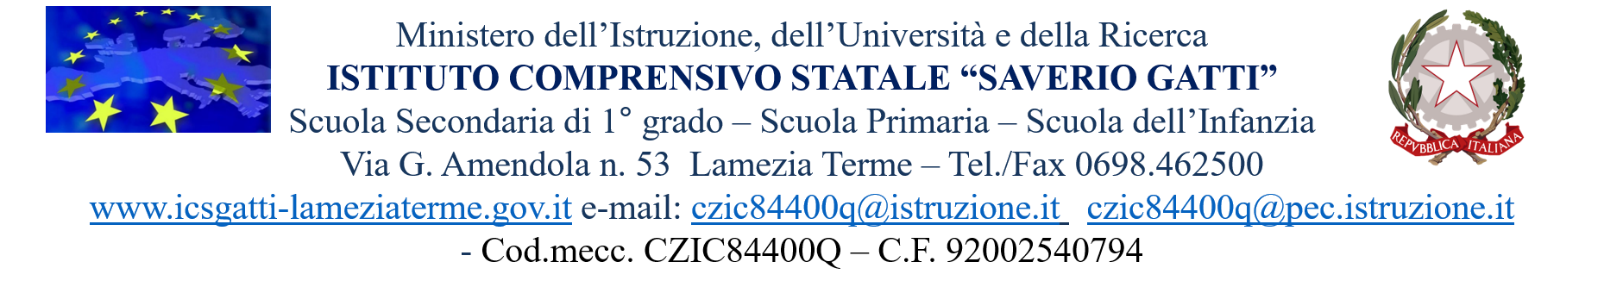 Ministero dell’Istruzione, dell’Università e della Ricerca
ISTITUTO COMPRENSIVO STATALE “SAVERIO GATTI”
Scuola Secondaria di 1° grado – Scuola Primaria – Scuola dell’Infanzia
Via G. Amendola n. 53  Lamezia Terme – Tel./Fax 0698.462500
www.icsgatti-lameziaterme.gov.it e-mail: czic84400q@istruzione.it  czic84400q@pec.istruzione.it
- Cod.mecc. CZIC84400Q – C.F. 92002540794
REPVBBLICA ITALIANA